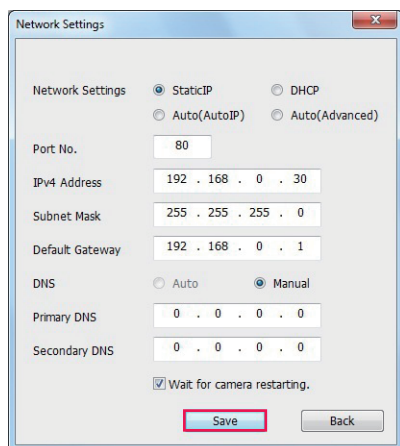 Network Settings
Network Settings StaticIP DHCP
Auto(AutoIP) Auto(Advanced)
Port No. 80
IPv4 Address 192 . 168 . 0 . 30
Subnet Mask 255 . 255 . 255 . 0
Default Gateway 192 . 168 . 0 . 1
DNS Auto Manual
Primary DNS 0 . 0 . 0 . 0
Secondary DNS 0 . 0 . 0 . 0
Wait for camera restarting.
Save Back